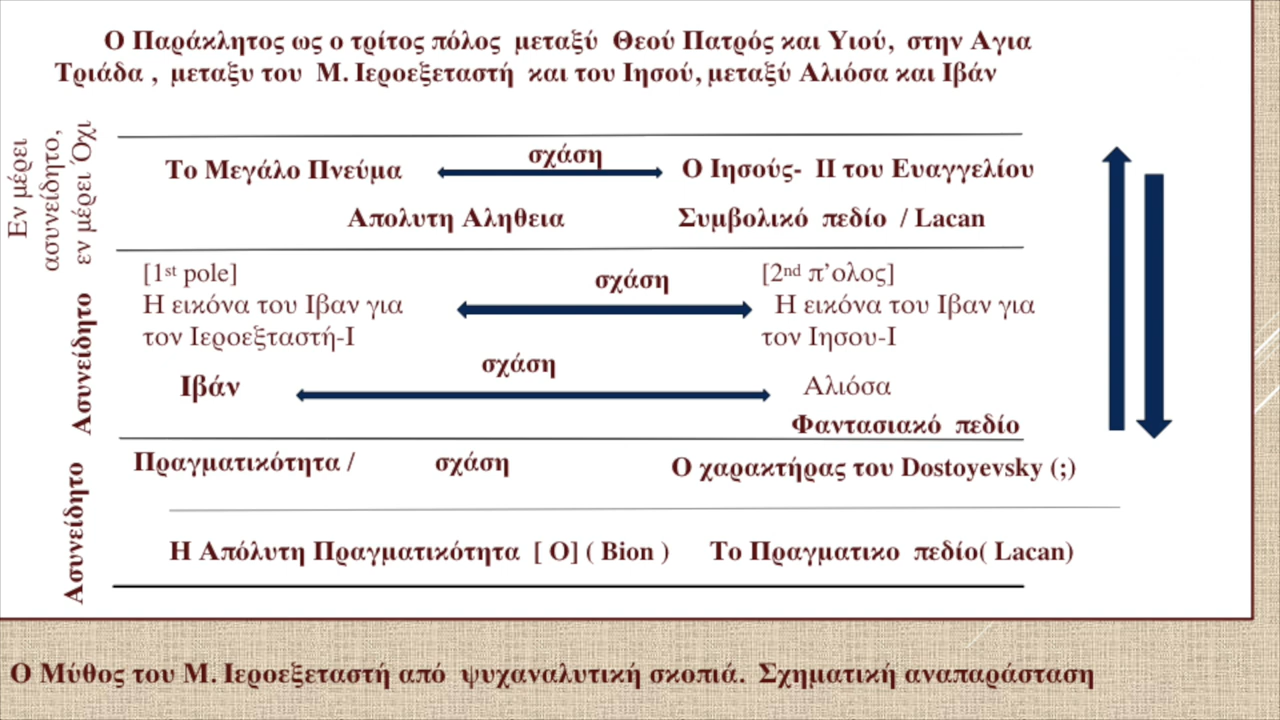 Ο Παράκλητος ως ο τρίτος πόλος μεταξύ Θεού Πατρός και Υιού, στην Αγια
Τριάδα , μεταξυ του Μ. Ιεροεξεταστή και του Ιησού, μεταξύ Αλιόσα και Ιβάν
Εν μέρει
ασυνείδητο,
εν μέρει Όχι
Το Μεγάλο Πνεύμα
σχάση
Ο Ιησούς- ΙΙ του Ευαγγελίου
Απολυτη Αληθεια
Συμβολικό πεδίο / Lacan
Ασυνείδητο
[1st pole]
σχάση
[2nd π’ολος]
Η εικόνα του Ιβαν για
Η εικόνα του Ιβαν για
τον Ιεροεξταστή-Ι
τον Ιησου-Ι
σχάση
Ιβάν
Αλιόσα
Φαντασιακό πεδίο
Ασυνείδητο
Πραγματικότητα /
σχάση
Ο χαρακτήρας του Dostoyevsky (;)
Η Απόλυτη Πραγματικότητα [ Ο] ( Bion )
Το Πραγματικο πεδίο( Lacan)
Ο Μύθος του Μ. Ιεροεξεταστή από ψυχαναλυτική σκοπιά. Σχηματική αναπαράσταση